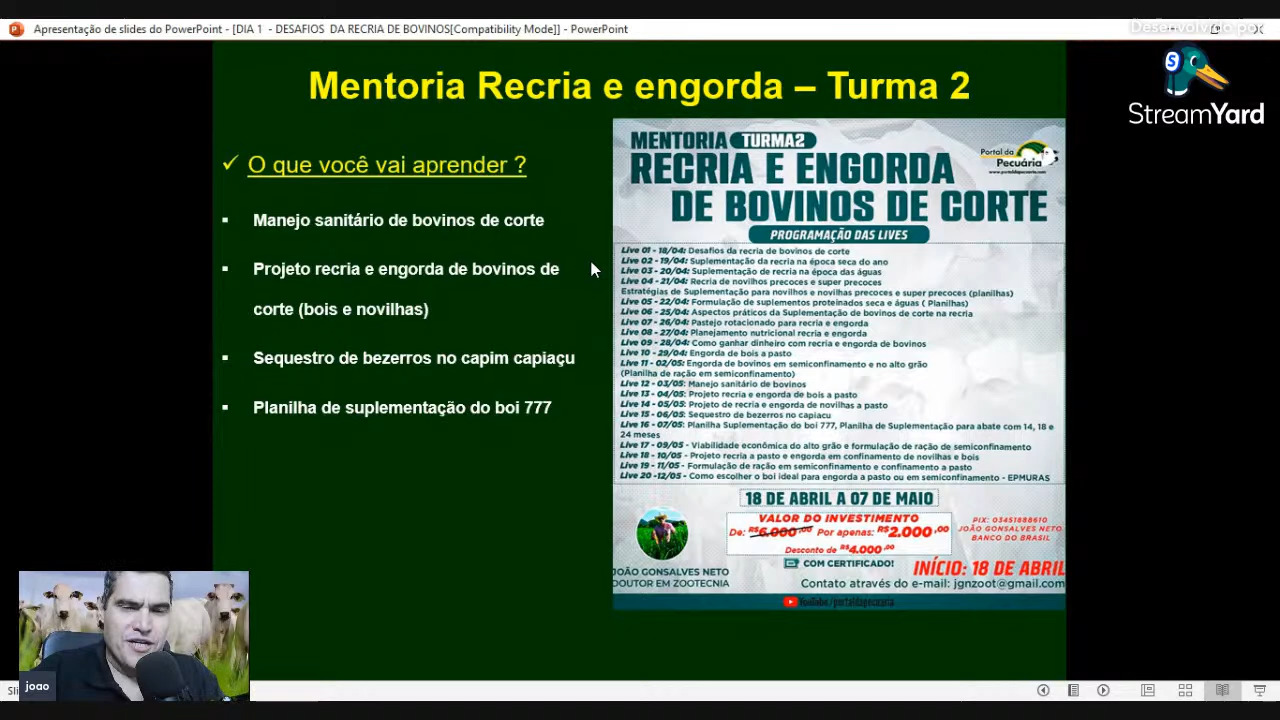 Apresentação de slides do PowerPoint - [DIA 1 - DESAFIOS DA RECRIA DE BOVINOS[Compatibility Mode]] - PowerPoint
Desenvolvido por
StreamYard
Mentoria Recria e engorda – Turma 2
✓ O que você vai aprender ?
▪ Manejo sanitário de bovinos de corte
▪ Projeto recria e engorda de bovinos de
corte (bois e novilhas)
▪ Sequestro de bezerros no capim capiaçu
▪ Planilha de suplementação do boi 777
MENTORIA TURMA2
RECRIA E ENGORDA
DE BOVINOS DE CORTE
Portal da
Pecuária
PROGRAMAÇÃO DAS LIVES
Live 01 - 18/04: Desafios da recria de bovinos de corte
Live 02 - 19/04: Suplementação da recria na época seca do ano
Live 03 - 20/04: Suplementação de recria na época das águas
Live 04 - 21/04: Recria de novilhos precoces e super precoces
Estratégias de Suplementação para novilhos e novilhas precoces e super precoces (planilhas)
Live 05 - 22/04: Formulação de suplementos proteinados seca e águas ( Planilhas)
Live 06 - 25/04: Aspectos práticos da Suplementação de bovinos de corte na recria
Live 07 - 26/04: Pastejo rotacionado para recria e engorda
Live 08 - 27/04: Planejamento nutricional recria e engorda
Live 09 - 28/04: Como ganhar dinheiro com recria e engorda de bovinos
Live 10 - 29/04: Engorda de bois a pasto
Live 11 - 02/05: Engorda de bovinos em semiconfinamento e no alto grão
(Planilha de ração em semiconfinamento)
Live 12 - 03/05: Manejo sanitário de bovinos
Live 13 - 04/05: Projeto recria e engorda de bois a pasto
Live 14 - 05/05: Projeto de recria e engorda de novilhas a pasto
Live 15 - 06/05: Sequestro de bezerros no capiacu
Live 16 - 07/05: Planilha Suplementação do boi 777, Planilha de Suplementação para abate com 14, 18 e
24 meses
Live 17 - 09/05 - Viabilidade econômica do alto grão e formulação de ração de semiconfinamento
Live 18 - 10/05 - Projeto recria a pasto e engorda em confinamento de novilhas e bois
Live 19 - 11/05 - Formulação de ração em semiconfinamento e confinamento a pasto
Live 20 -12/05 - Como escolher o boi ideal para engorda a pasto ou em semiconfinamento - EPMURAS
18 DE ABRIL A 07 DE MAIO
VALOR DO INVESTIMENTO
De: R$6.000,00 Por apenas: R$2.000,00
Desconto de R$4.000,00
PIX: 03451888610
JOÃO GONSALVES NETO
BANCO DO BRASIL
COM CERTIFICADO!
INÍCIO: 18 DE ABRIL
JOÃO GONSALVES NETO
DOUTOR EM ZOOTECNIA
Contato através do e-mail: jgnzoot@gmail.com
YouTube/portaldapecuaria
joao